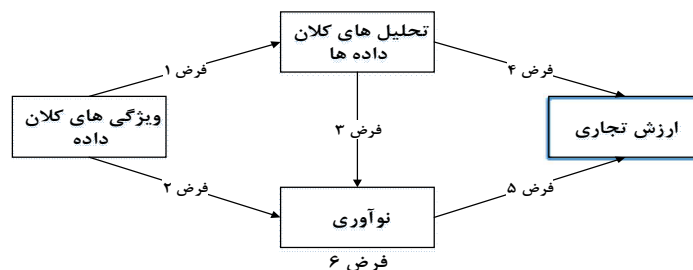 تحلیل های کلان
داده ها
فرض ۱
فرض ۴
ویژگی های کلان
داده
فرض ۳
ارزش تجاری
فرض ۲
فرض ۵
نوآوری
فرض ۶